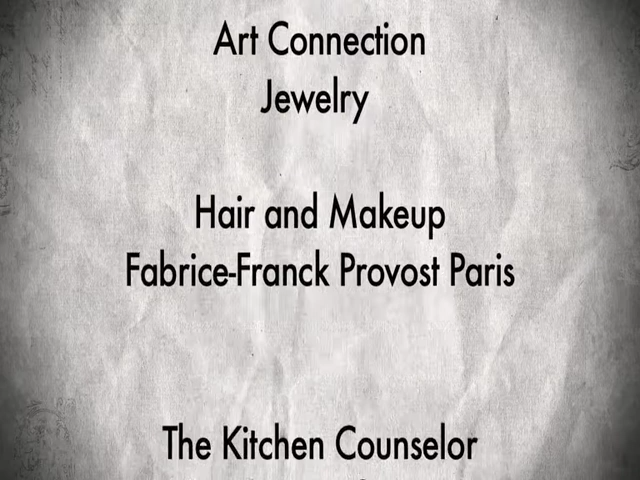 Art Connection
Jewelry
Hair and Makeup
Fabrice-Franck Provost Paris
The Kitchen Counselor